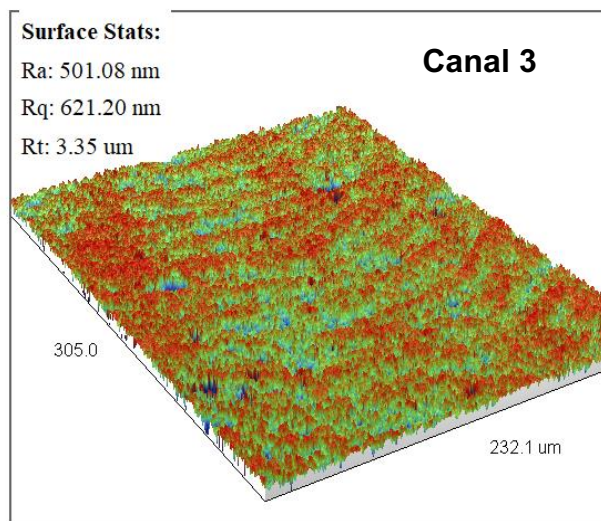 Surface Stats:
Ra: 501.08 nm
Rq: 621.20 nm
Rt: 3.35 um
Canal 3
305.0
232.1 um